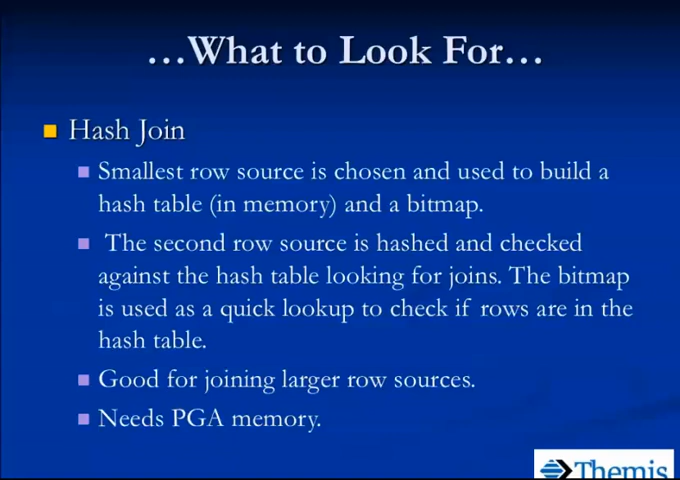 …What to Look For…
Hash Join
Smallest row source is chosen and used to build a
hash table (in memory) and a bitmap.
The second row source is hashed and checked
against the hash table looking for joins. The bitmap
is used as a quick lookup to check if rows are in the
hash table.
Good for joining larger row sources.
Needs PGA memory.
Themis